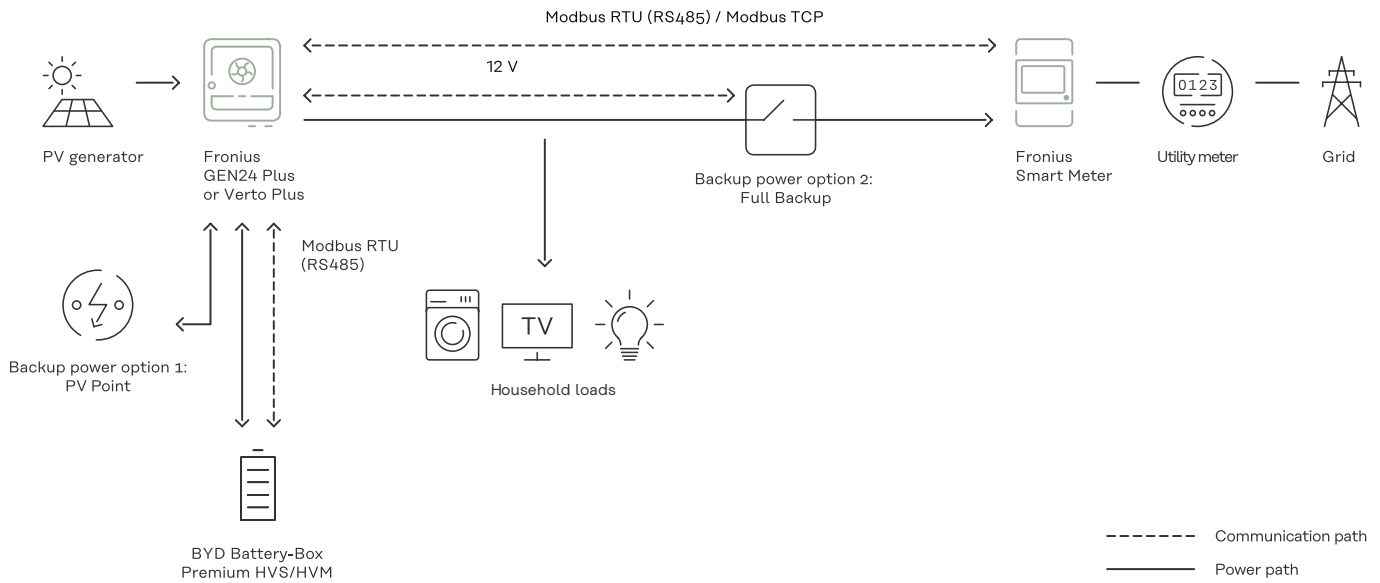 Modbus RTU (RS485) / Modbus TCP
12 V
0123
PV generator
Fronius
GEN24 Plus
or Verto Plus
Backup power option 2:
Full Backup
Fronius
Smart Meter
Utility meter
Grid
Modbus RTU
(RS485)
TV
Backup power option 1:
PV Point
Household loads
BYD Battery-Box
Premium HVS/HVM
Communication path
Power path